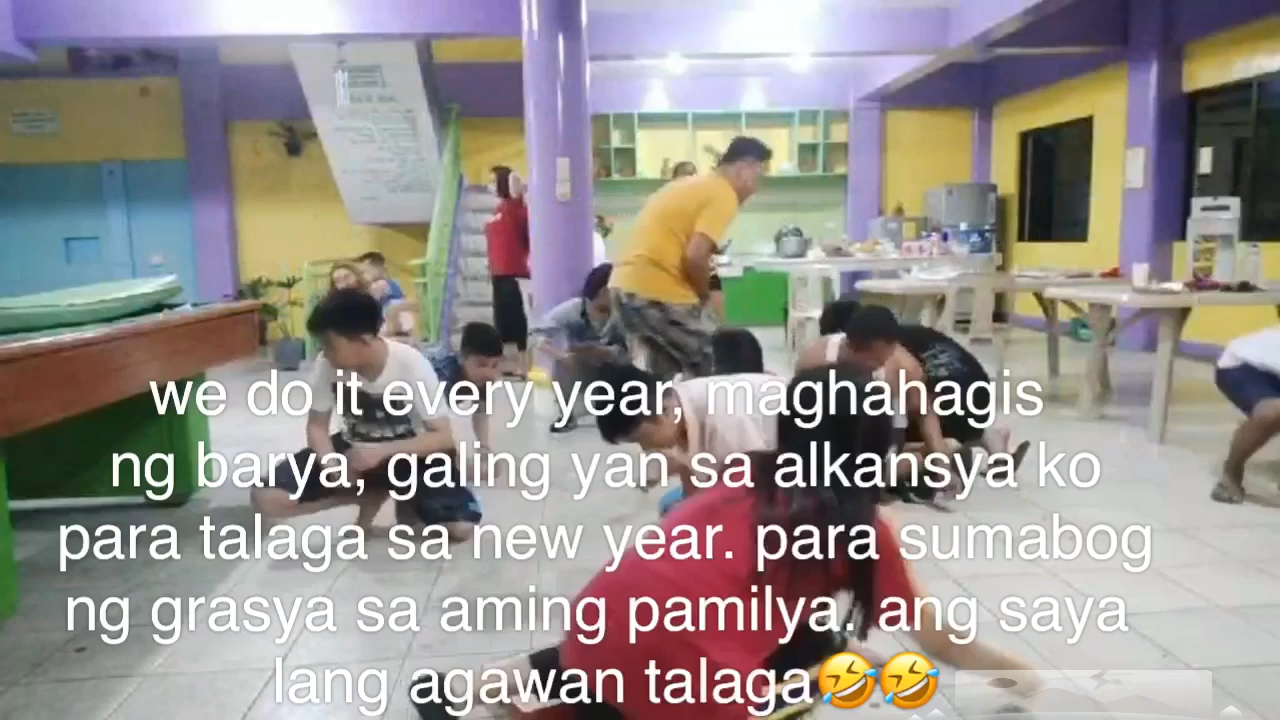 we do it every year, maghahagis
ng barya, galing yan sa alkansya ko
para talaga sa new year. para sumabog
ng grasya sa aming pamilya. ang saya
lang agawan talaga🤣🤣